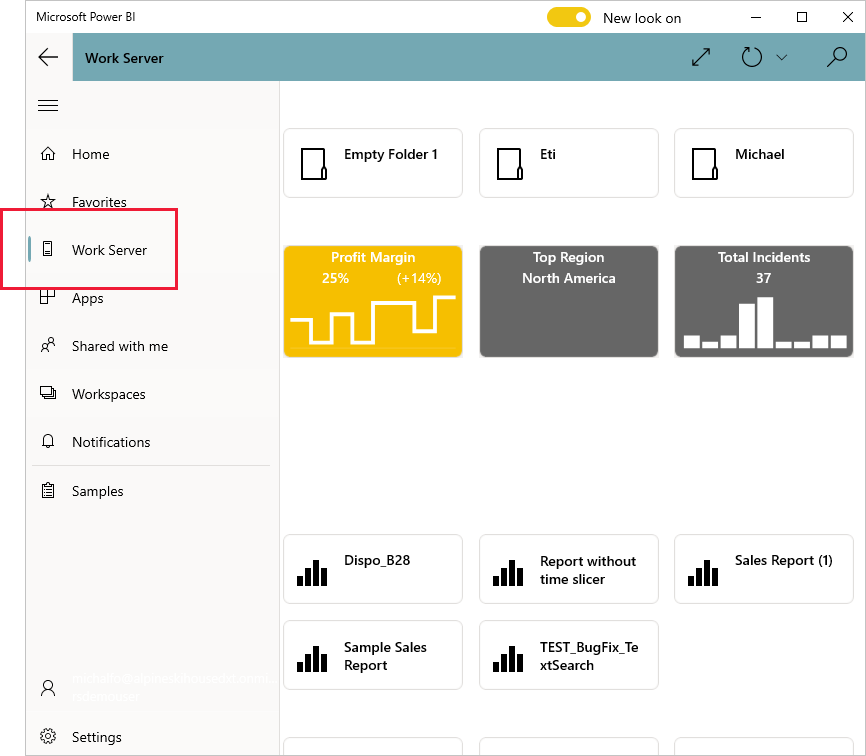 Microsoft Power BI
New look on
Work Server
Home
Favorites
Work Server
Apps
Shared with me
Workspaces
Notifications
Samples
Settings
Empty Folder 1
Eti
Michael
Profit Margin
25% (+14%)
Top Region
North America
Total Incidents
37
Dispo_B28
Report without
time slicer
Sales Report (1)
Sample Sales
Report
TEST_BugFix_Te
xtSearch